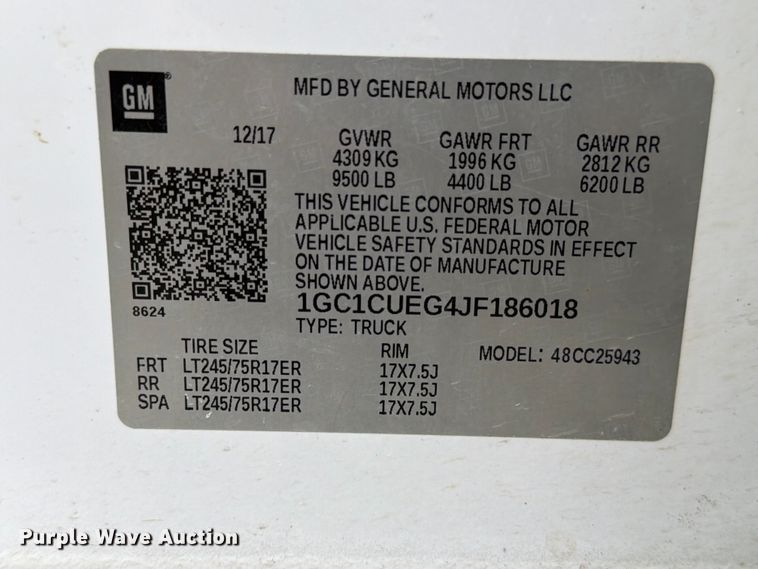 GM®
MFD BY GENERAL MOTORS LLC
12/17 GVWR GAWR FRT GAWR RR
4309 KG 1996 KG 2812 KG
9500 LB 4400 LB 6200 LB
THIS VEHICLE CONFORMS TO ALL
APPLICABLE U.S. FEDERAL MOTOR
VEHICLE SAFETY STANDARDS IN EFFECT
ON THE DATE OF MANUFACTURE
SHOWN ABOVE.
8624 1GC1CUEG4JF186018
TYPE: TRUCK
TIRE SIZE RIM MODEL: 48CC25943
FRT LT245/75R17ER 17X7.5J
RR LT245/75R17ER 17X7.5J
SPA LT245/75R17ER 17X7.5J
Purple Wave Auction